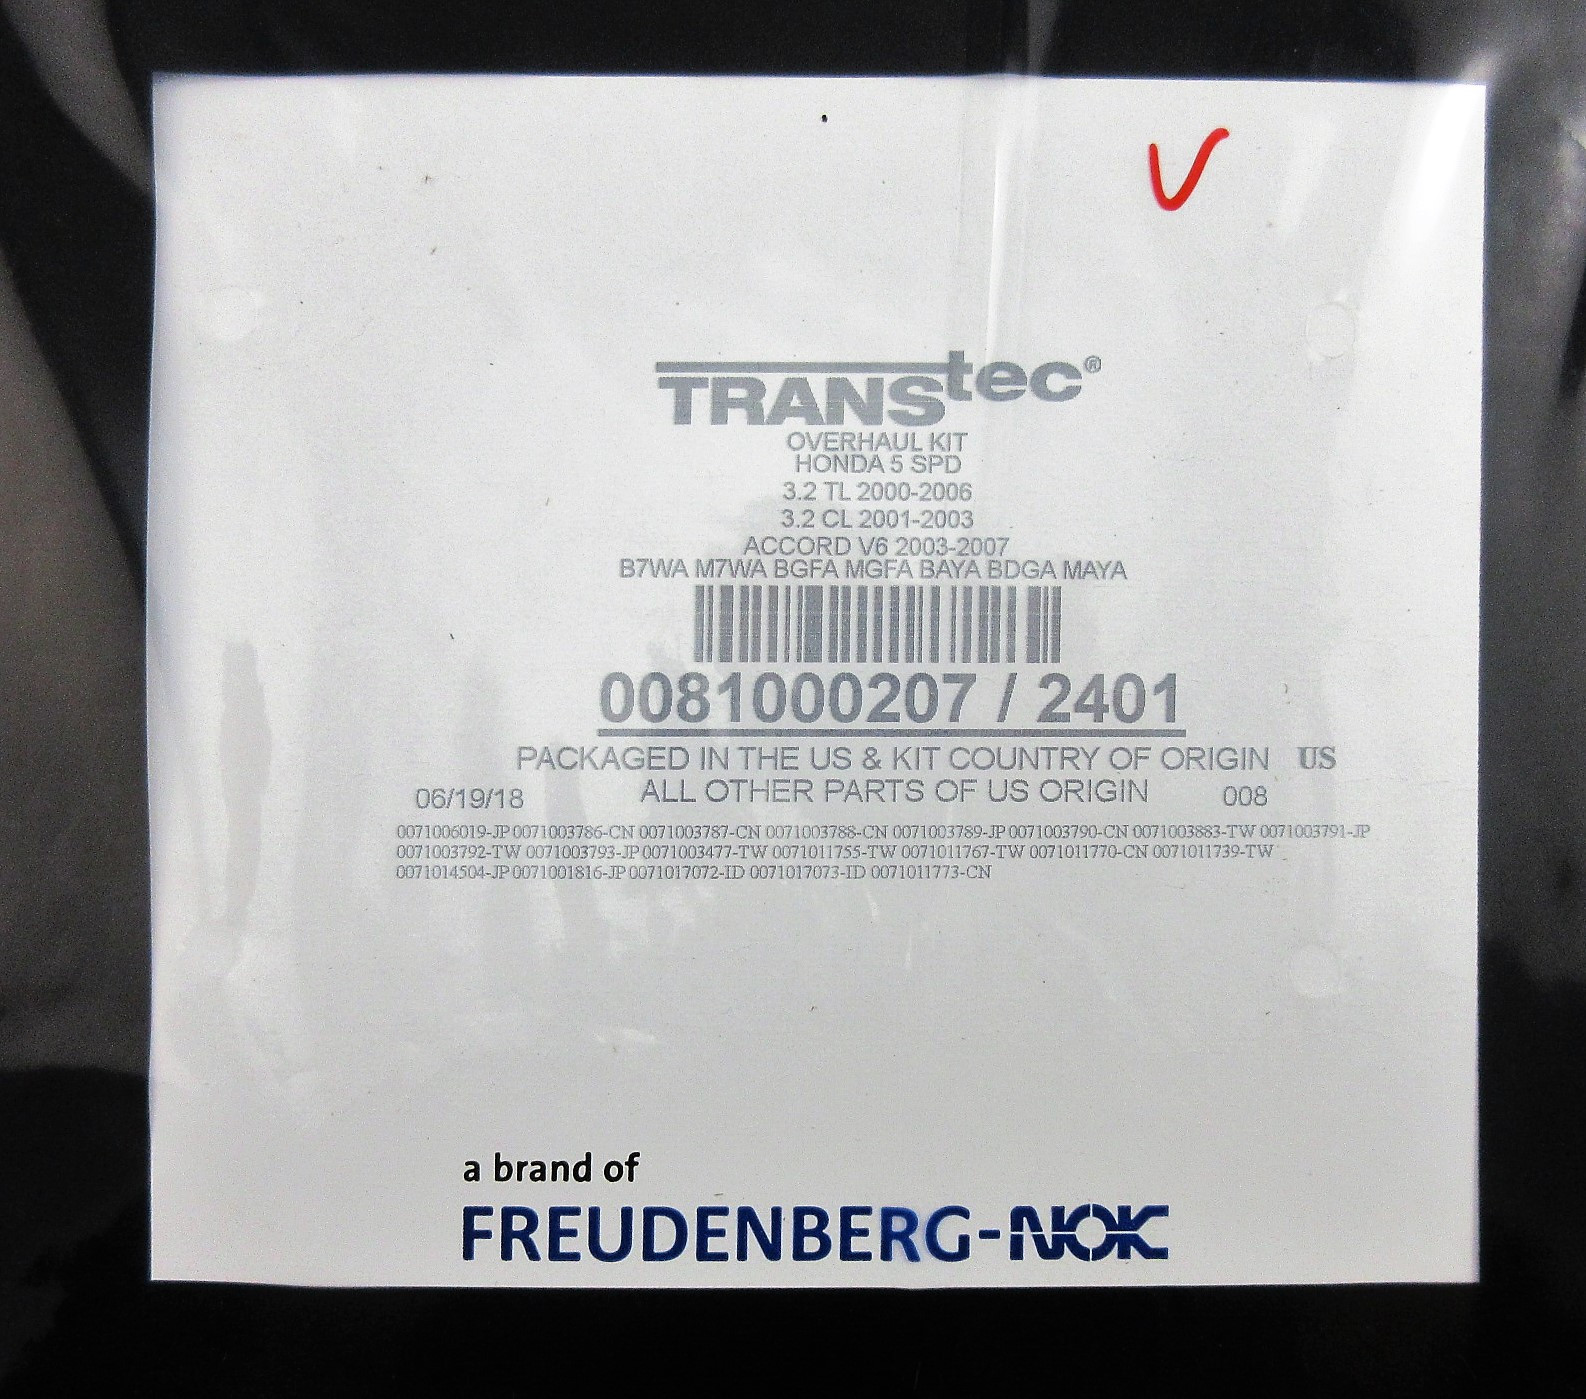 TRANStec®
OVERHAUL KIT
HONDA 5 SPD
3.2 TL 2000-2006
3.2 CL 2001-2003
ACCORD V6 2003-2007
B7WA M7WA BGFA MGFA BAYA BDGA MAYA
0081000207 / 2401
PACKAGED IN THE US & KIT COUNTRY OF ORIGIN US
06/19/18 ALL OTHER PARTS OF US ORIGIN 008
0071006019-JP 0071003786-CN 0071003787-CN 0071003788-CN 0071003789-JP 0071003790-CN 0071003883-TW 0071003791-JP
0071003792-TW 0071003793-JP 0071003477-TW 0071011755-TW 0071011767-TW 0071011770-CN 0071011739-TW
0071014504-JP 0071001816-JP 0071017072-ID 0071017073-ID 0071011773-CN
a brand of
FREUDENBERG-NOK